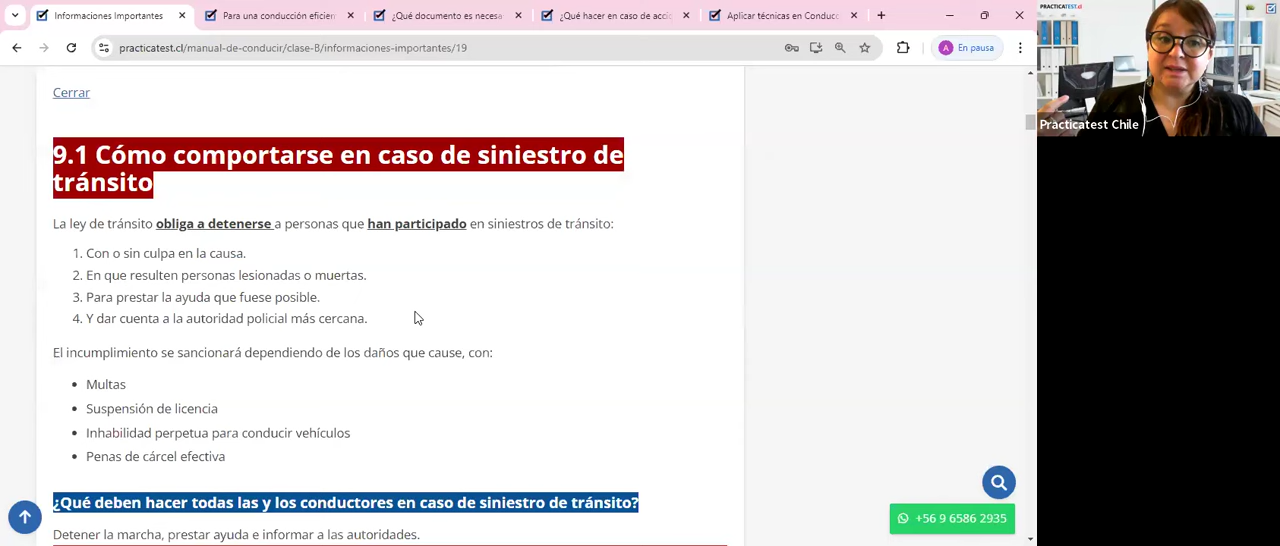 Informaciones Importantes
Para una conducción eficien
¿Qué documento es necesa
¿Qué hacer en caso de accid
Aplicar técnicas en Conducc
practicatest.cl/manual-de-conducir/clase-B/informaciones-importantes/19
A En pausa
PRACTICATEST.cl
Practicatest Chile
Cerrar
9.1 Cómo comportarse en caso de siniestro de
tránsito
La ley de tránsito obliga a detenerse a personas que han participado en siniestros de tránsito:
1. Con o sin culpa en la causa.
2. En que resulten personas lesionadas o muertas.
3. Para prestar la ayuda que fuese posible.
4. Y dar cuenta a la autoridad policial más cercana.
El incumplimiento se sancionará dependiendo de los daños que cause, con:
• Multas
• Suspensión de licencia
• Inhabilidad perpetua para conducir vehículos
• Penas de cárcel efectiva
¿Qué deben hacer todas las y los conductores en caso de siniestro de tránsito?
+56 9 6586 2935
Detener la marcha, prestar ayuda e informar a las autoridades.